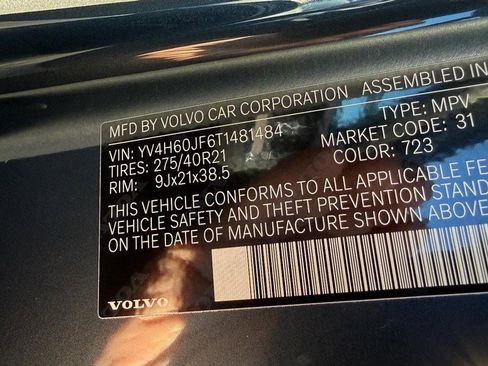 ASSEMBLED IN
MFD BY VOLVO CAR CORPORATION
TYPE: MPV
VIN: YV4H60JF6T1481484
MARKET CODE: 31
TIRES: 275/40R21
COLOR: 723
RIM: 9Jx21x38.5
THIS VEHICLE CONFORMS TO ALL APPLICABLE FE
VEHICLE SAFETY AND THEFT PREVENTION STAND
ON THE DATE OF MANUFACTURE SHOWN ABOVE
VOLVO